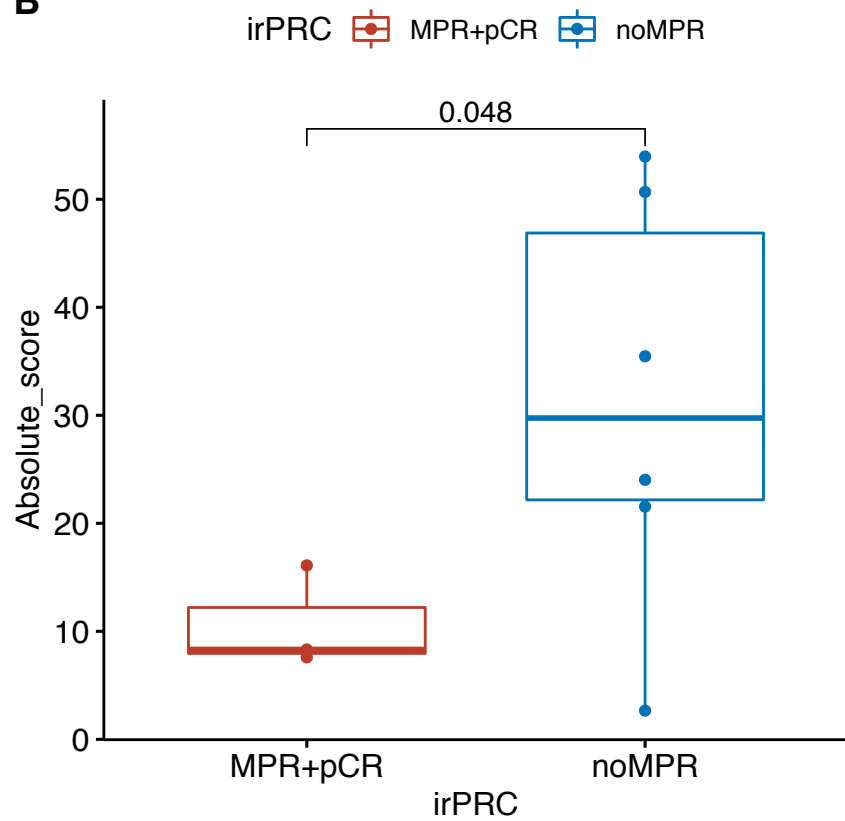 B
irPRC MPR+pCR noMPR
0.048
50
40
30
20
10
0
Absolute_score
MPR+pCR noMPR
irPRC